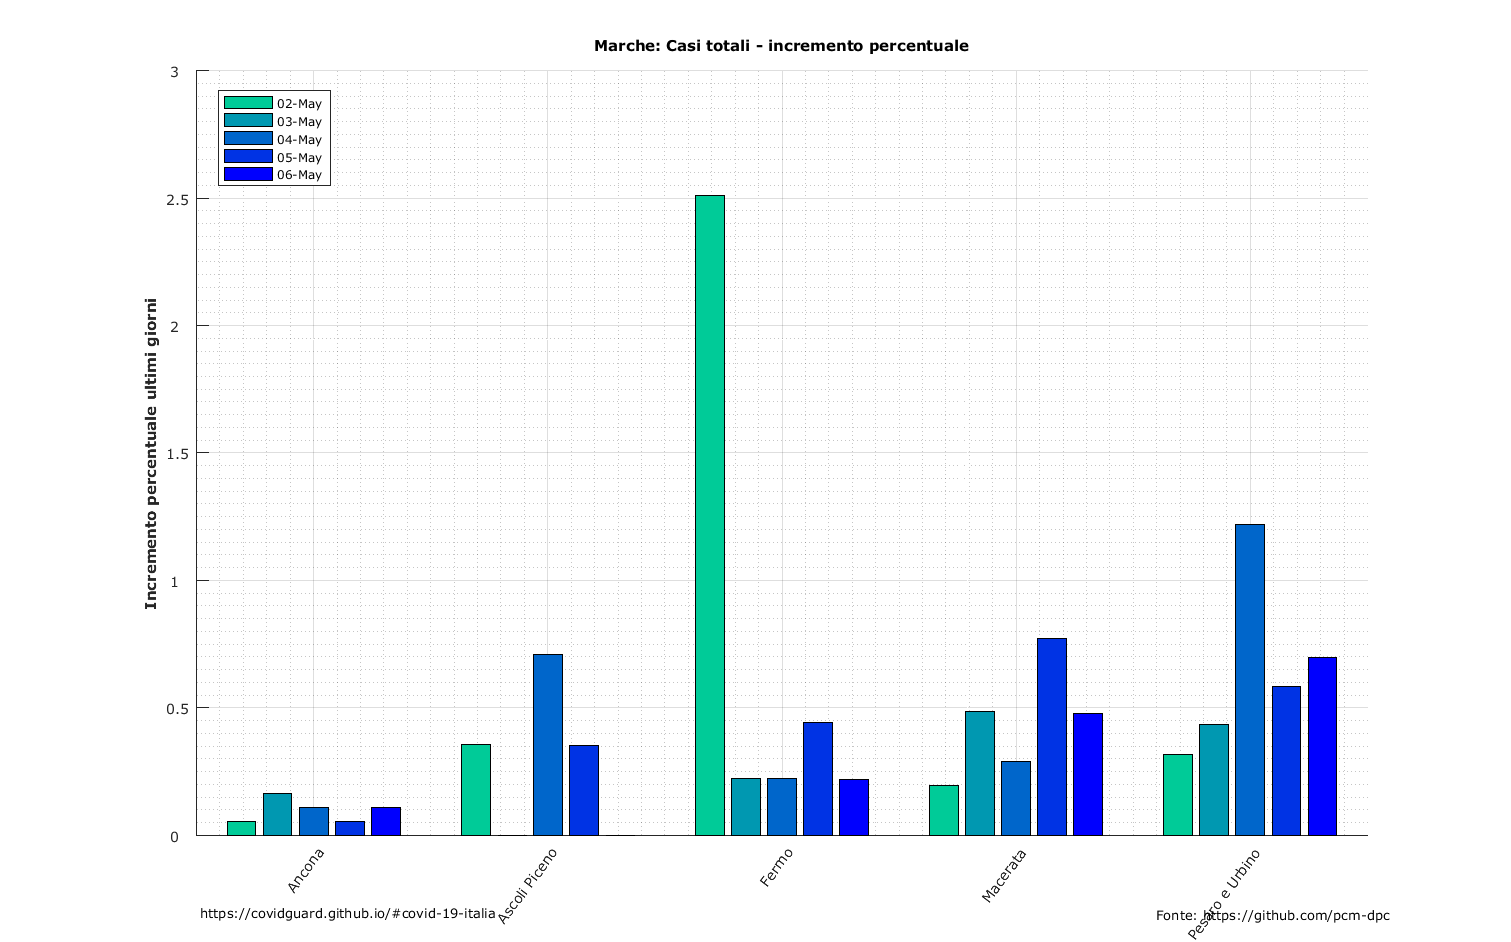 Marche: Casi totali - incremento percentuale
3
2.5
2
1.5
1
0.5
0
Incremento percentuale ultimi giorni
02-May
03-May
04-May
05-May
06-May
Ancona
Ascoli Piceno
Fermo
Macerata
Pesaro e Urbino
https://covidguard.github.io/#covid-19-italia
Fonte: https://github.com/pcm-dpc